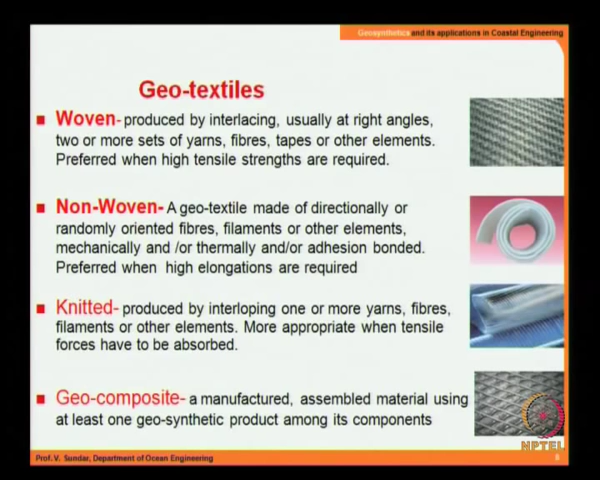 Geosynthetics and its applications in Coastal Engineering
Geo-textiles
Woven- produced by interlacing, usually at right angles,
two or more sets of yarns, fibres, tapes or other elements.
Preferred when high tensile strengths are required.
Non-Woven- A geo-textile made of directionally or
randomly oriented fibres, filaments or other elements,
mechanically and /or thermally and/or adhesion bonded.
Preferred when high elongations are required
Knitted- produced by interloping one or more yarns, fibres,
filaments or other elements. More appropriate when tensile
forces have to be absorbed.
Geo-composite- a manufactured, assembled material using
at least one geo-synthetic product among its components
NPTEL
Prof. V. Sundar, Department of Ocean Engineering